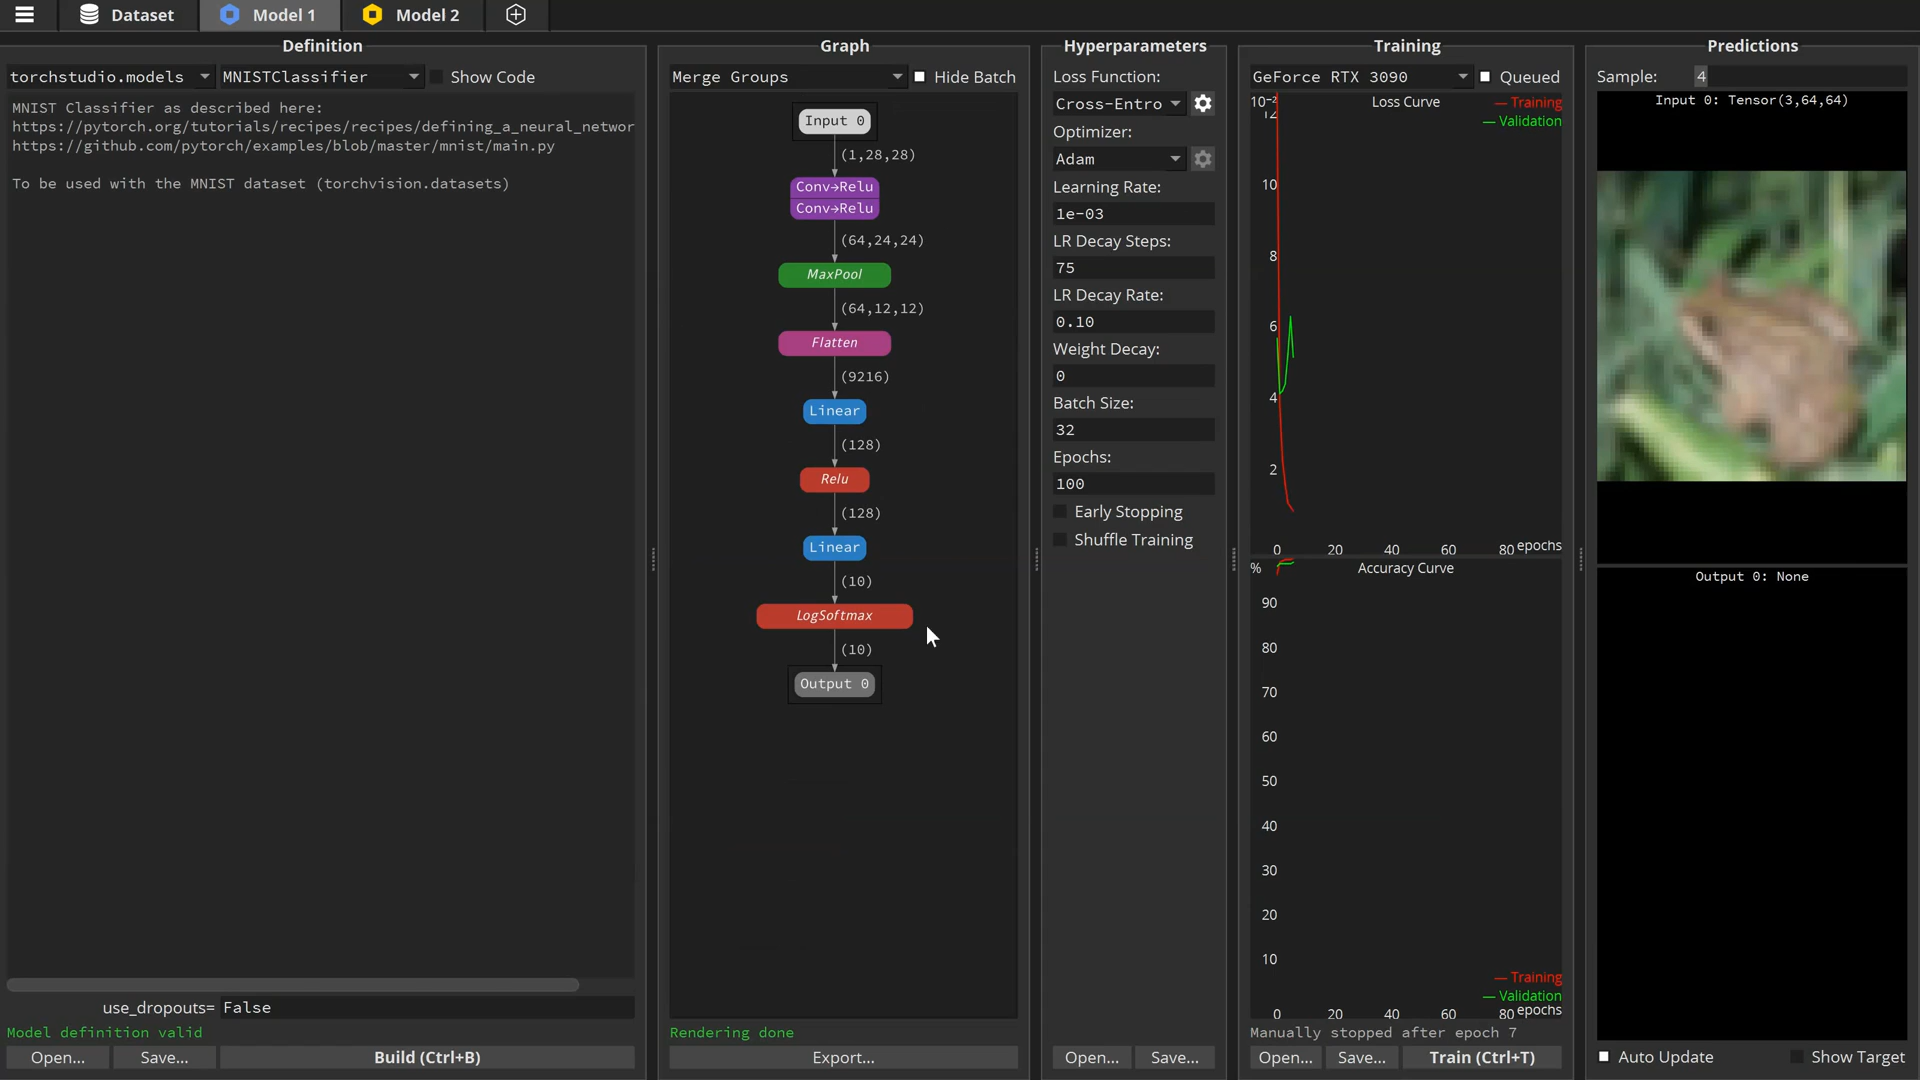 Dataset
Model 1
Model 2
Definition
torchstudio.models
MNISTClassifier
Show Code
MNIST Classifier as described here:
https://pytorch.org/tutorials/recipes/recipes/defining_a_neural_networ
https://github.com/pytorch/examples/blob/master/mnist/main.py
To be used with the MNIST dataset (torchvision.datasets)
use_dropouts= False
Model definition valid
Open...
Save...
Build (Ctrl+B)
Graph
Merge Groups
Hide Batch
Input 0
(1,28,28)
Conv→Relu
Conv→Relu
(64,24,24)
MaxPool
(64,12,12)
Flatten
(9216)
Linear
(128)
Relu
(128)
Linear
(10)
LogSoftmax
(10)
Output 0
Rendering done
Export...
Hyperparameters
Loss Function:
Cross-Entro
Optimizer:
Adam
Learning Rate:
1e-03
LR Decay Steps:
75
LR Decay Rate:
0.10
Weight Decay:
0
Batch Size:
32
Epochs:
100
Early Stopping
Shuffle Training
Open...
Save...
Training
GeForce RTX 3090
Queued
10⁻²
Loss Curve
— Training
— Validation
12
10
8
6
4
2
0 20 40 60 80 epochs
%
Accuracy Curve
90
80
70
60
50
40
30
20
10
— Training
— Validation
0 20 40 60 80 epochs
Manually stopped after epoch 7
Open...
Save...
Train (Ctrl+T)
Predictions
Sample: 4
Input 0: Tensor(3,64,64)
Output 0: None
Auto Update
Show Target